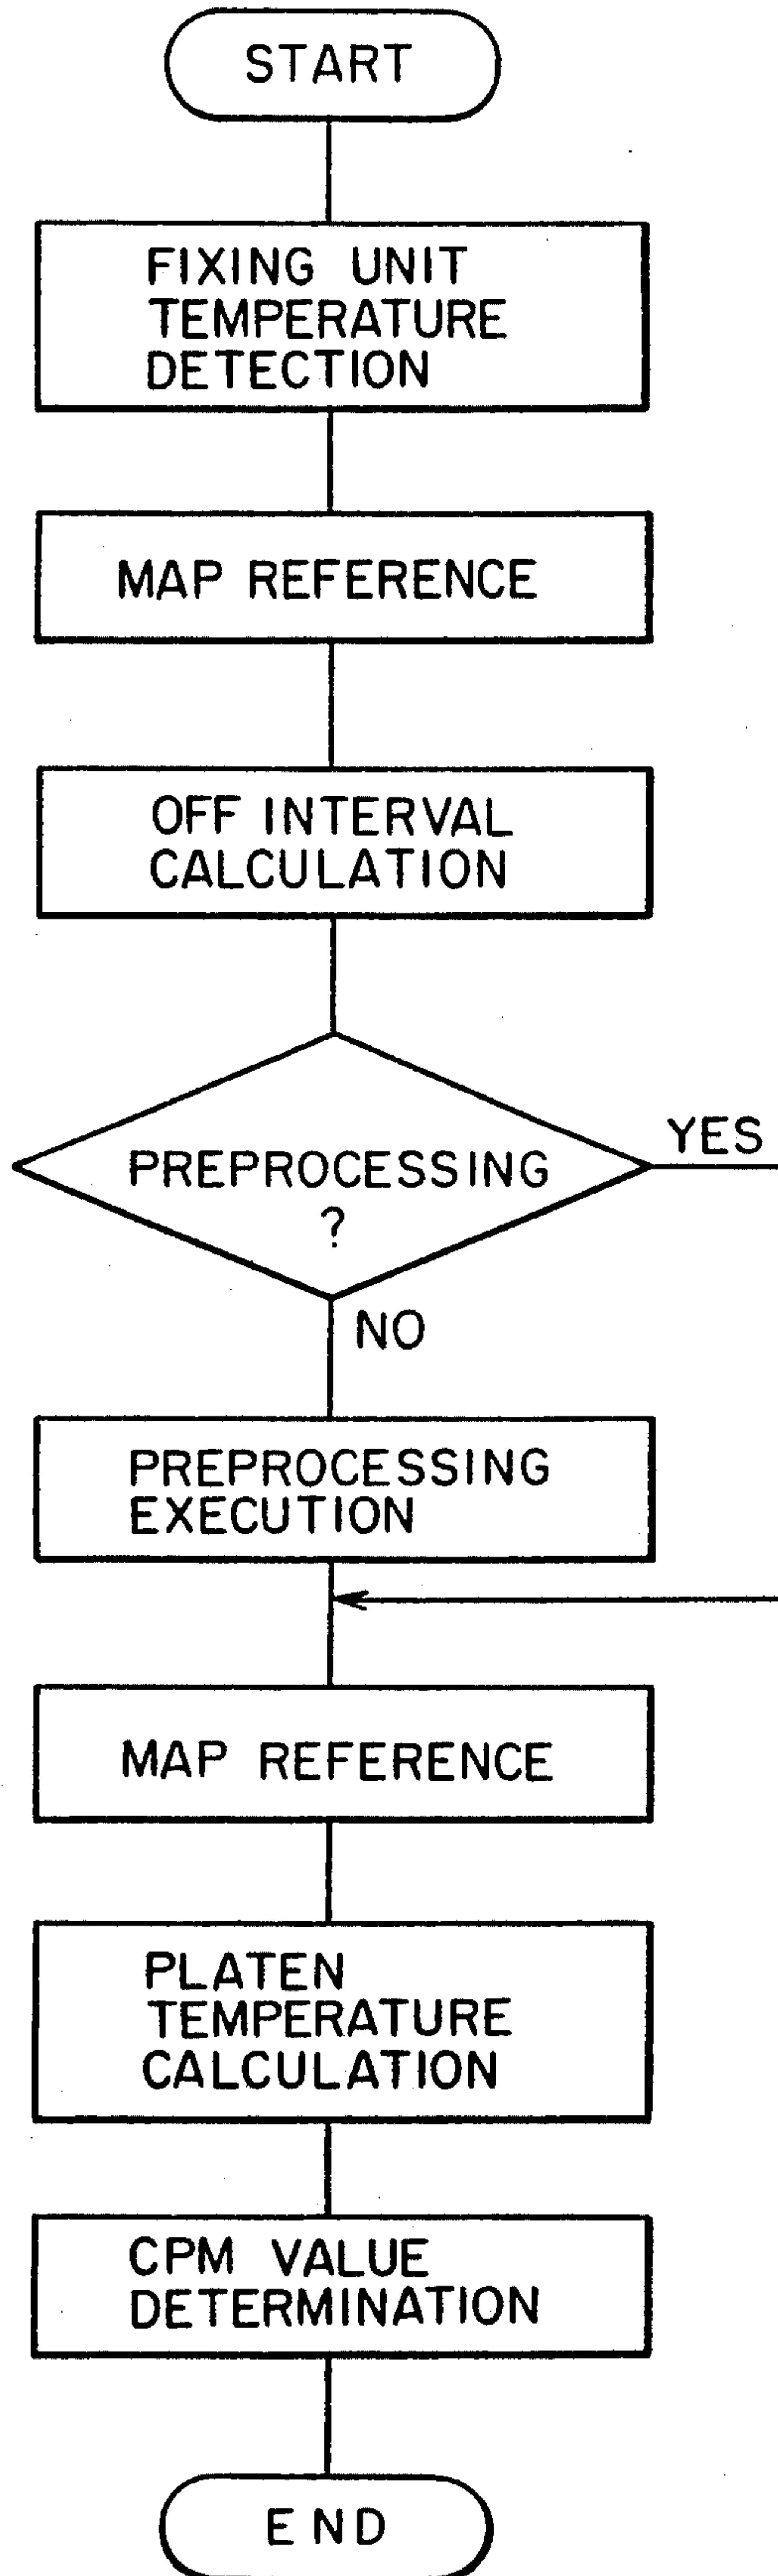 START
FIXING UNIT
TEMPERATURE
DETECTION
MAP REFERENCE
OFF INTERVAL
CALCULATION
PREPROCESSING
?
YES
NO
PREPROCESSING
EXECUTION
MAP REFERENCE
PLATEN
TEMPERATURE
CALCULATION
CPM VALUE
DETERMINATION
END